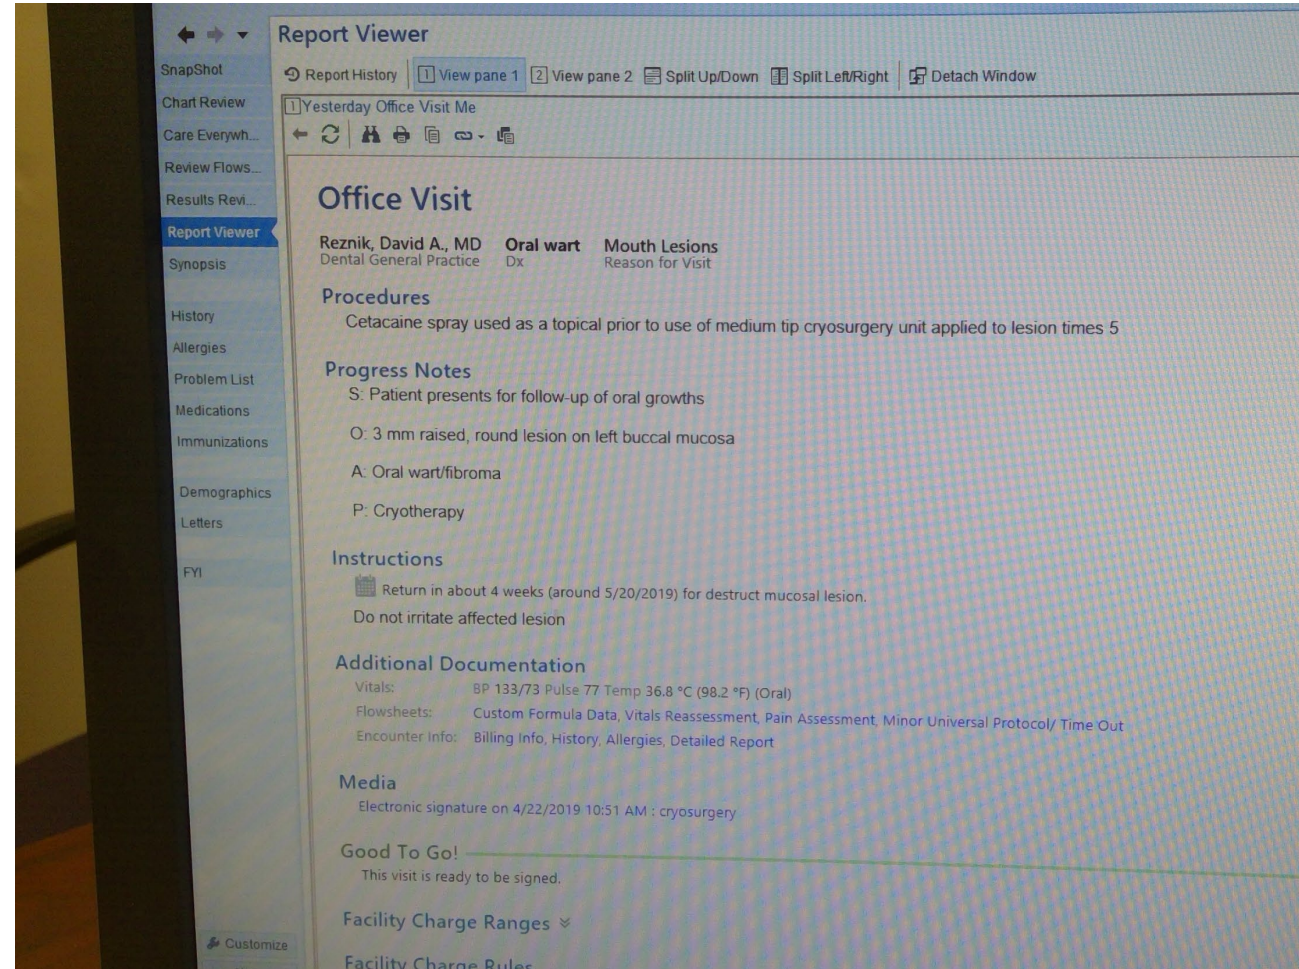 Report Viewer
SnapShot
Report History 1 View pane 1 2 View pane 2 Split Up/Down Split Left/Right Detach Window
Chart Review
1 Yesterday Office Visit Me
Care Everywh...
Review Flows...
Results Revi...
Report Viewer
Synopsis
History
Allergies
Problem List
Medications
Immunizations
Demographics
Letters
FYI
Customize
Office Visit
Reznik, David A., MD Oral wart Mouth Lesions
Dental General Practice Dx Reason for Visit
Procedures
Cetacaine spray used as a topical prior to use of medium tip cryosurgery unit applied to lesion times 5
Progress Notes
S: Patient presents for follow-up of oral growths
O: 3 mm raised, round lesion on left buccal mucosa
A: Oral wart/fibroma
P: Cryotherapy
Instructions
Return in about 4 weeks (around 5/20/2019) for destruct mucosal lesion.
Do not irritate affected lesion
Additional Documentation
Vitals: BP 133/73 Pulse 77 Temp 36.8 °C (98.2 °F) (Oral)
Flowsheets: Custom Formula Data, Vitals Reassessment, Pain Assessment, Minor Universal Protocol/ Time Out
Encounter Info: Billing Info, History, Allergies, Detailed Report
Media
Electronic signature on 4/22/2019 10:51 AM : cryosurgery
Good To Go!
This visit is ready to be signed.
Facility Charge Ranges
Facility Charge Rules